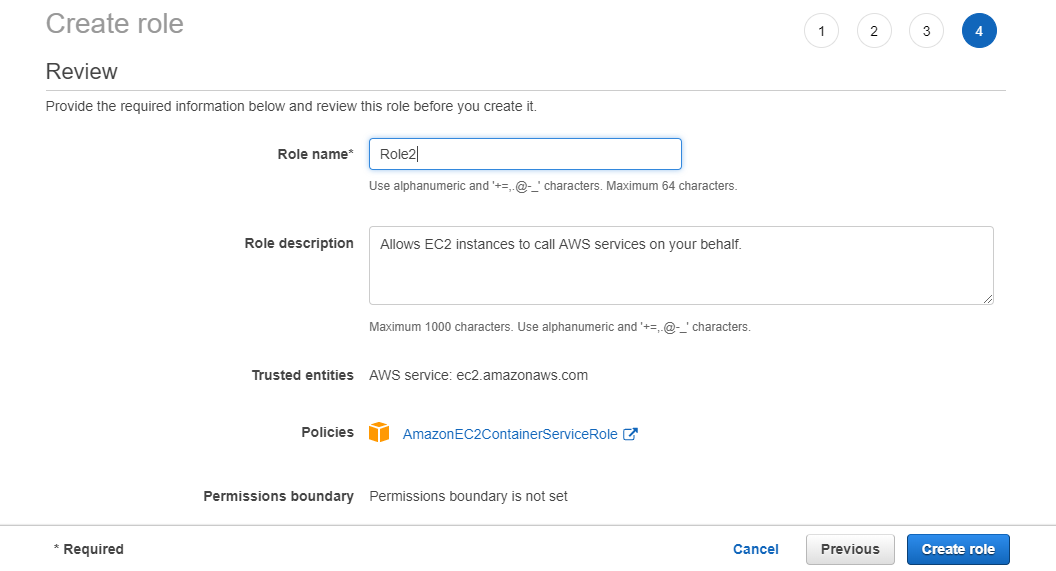 Create role
1 2 3 4
Review
Provide the required information below and review this role before you create it.
Role name* Role2
Use alphanumeric and '+=,.@-_' characters. Maximum 64 characters.
Role description Allows EC2 instances to call AWS services on your behalf.
Maximum 1000 characters. Use alphanumeric and '+=,.@-_' characters.
Trusted entities AWS service: ec2.amazonaws.com
Policies AmazonEC2ContainerServiceRole
Permissions boundary Permissions boundary is not set
* Required Cancel Previous Create role